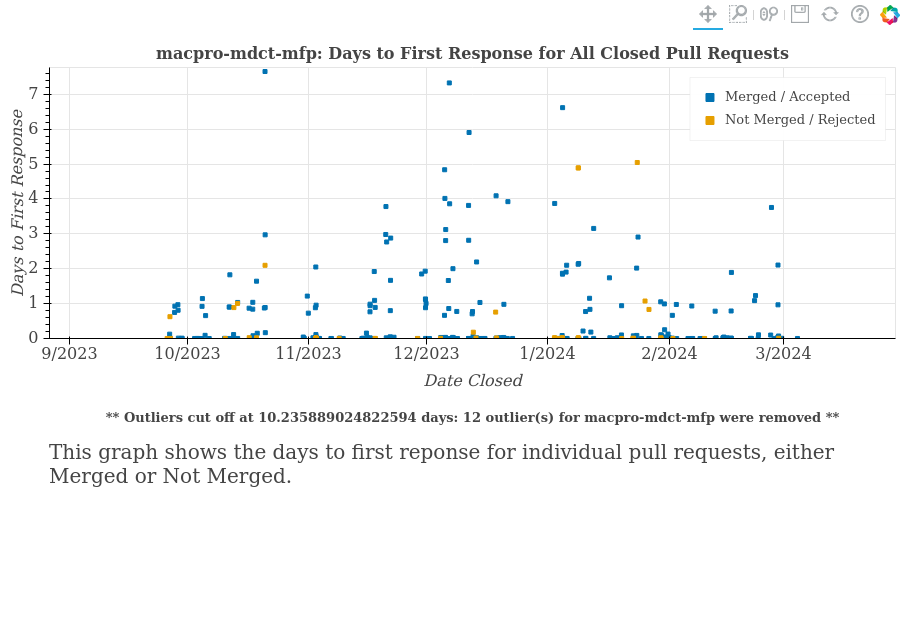 macpro-mdct-mfp: Days to First Response for All Closed Pull Requests
Merged / Accepted
Not Merged / Rejected
Days to First Response
7
6
5
4
3
2
1
0
9/2023 10/2023 11/2023 12/2023 1/2024 2/2024 3/2024
Date Closed
** Outliers cut off at 10.235889024822594 days: 12 outlier(s) for macpro-mdct-mfp were removed **
This graph shows the days to first reponse for individual pull requests, either
Merged or Not Merged.